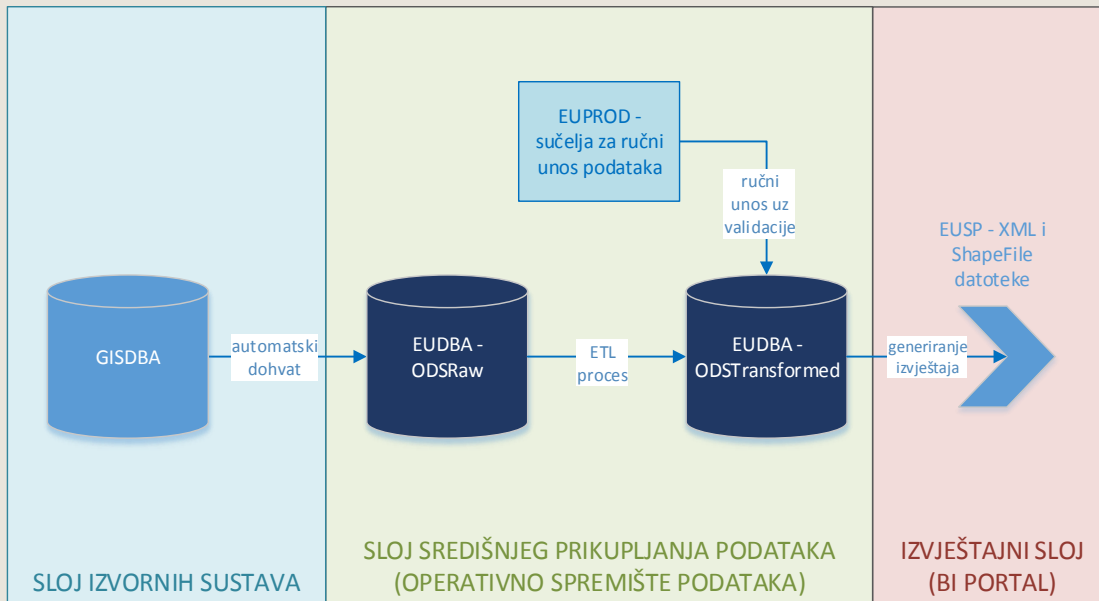 EUPROD -
sučelja za ručni
unos podataka
ručni
unos uz
validacije
EUSP - XML i
ShapeFile
datoteke
GISDBA
automatski
dohvat
EUDBA -
ODSRaw
ETL
proces
EUDBA -
ODSTransformed
generiranje
izvještaja
SLOJ IZVORNIH SUSTAVA
SLOJ SREDIŠNJEG PRIKUPLJANJA PODATAKA
(OPERATIVNO SPREMIŠTE PODATAKA)
IZVJEŠTAJNI SLOJ
(BI PORTAL)